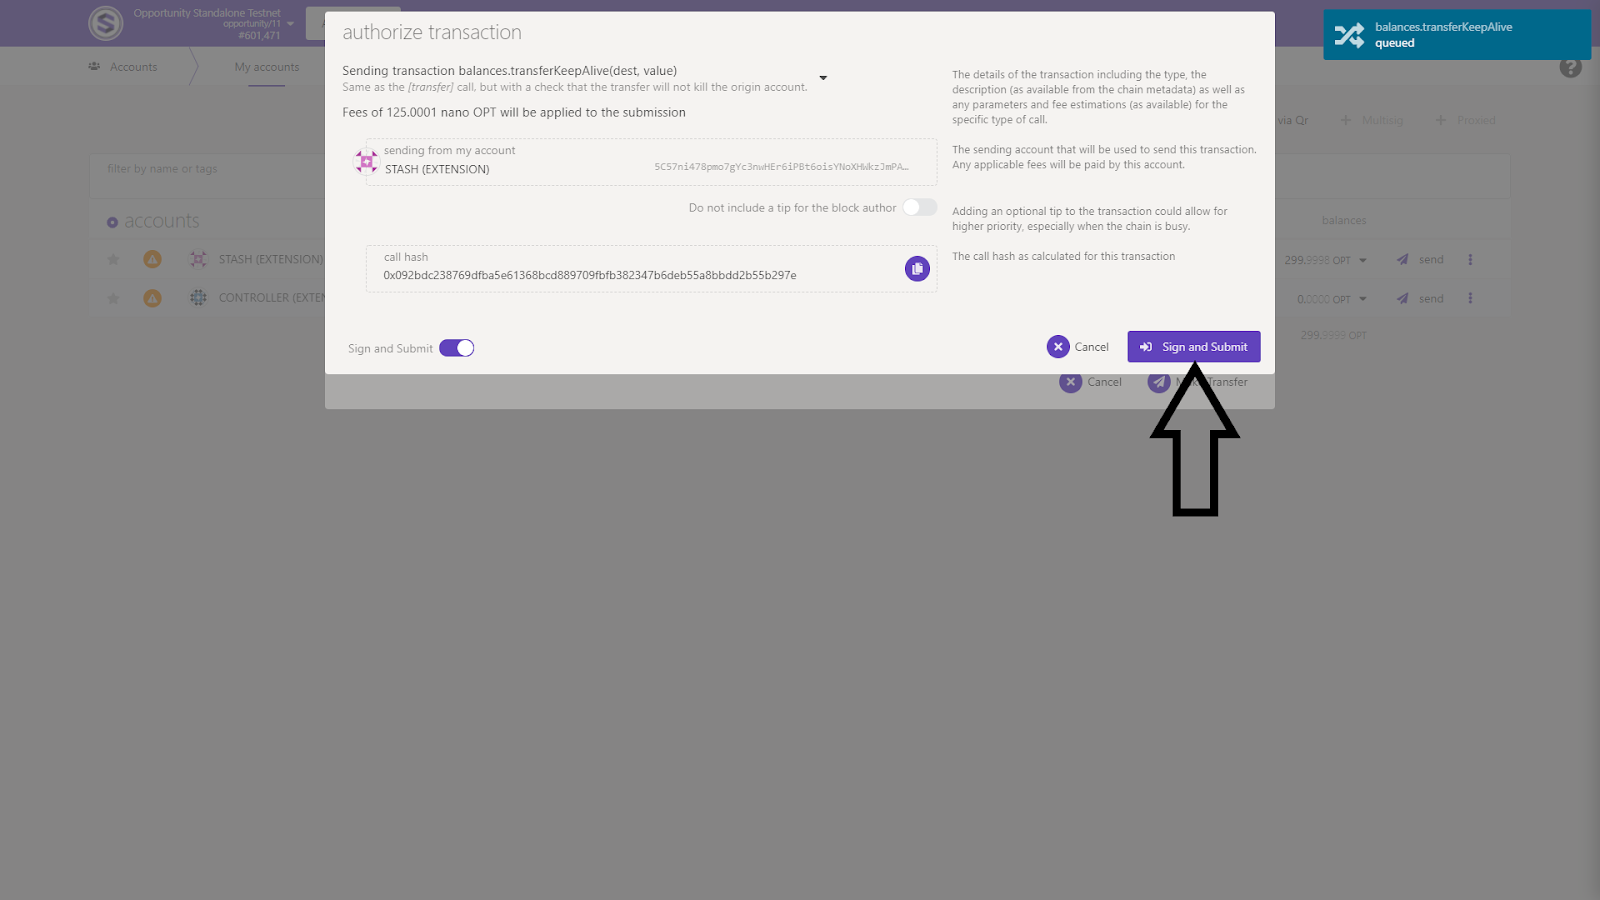 Opportunity Standalone Testnet
opportunity/11
#601,471
authorize transaction
balances.transferKeepAlive
queued
Accounts
My accounts
Sending transaction balances.transferKeepAlive(dest, value)
Same as the [transfer] call, but with a check that the transfer will not kill the origin account.
Fees of 125.0001 nano OPT will be applied to the submission
The details of the transaction including the type, the
description (as available from the chain metadata) as well as
any parameters and fee estimations (as available) for the
specific type of call.
via Qr
Multisig
Proxied
sending from my account
STASH (EXTENSION)
5C57ni478pmo7gYc3nwHEr6iPBt6oisYNoXHWkzJmPA…
The sending account that will be used to send this transaction.
Any applicable fees will be paid by this account.
filter by name or tags
Do not include a tip for the block author
Adding an optional tip to the transaction could allow for
higher priority, especially when the chain is busy.
accounts
balances
call hash
0x092bdc238769dfba5e61368bcd889709fbfb382347b6deb55a8bbdd2b55b297e
The call hash as calculated for this transaction
STASH (EXTENSION)
299.9998 OPT
send
CONTROLLER (EXTEN
0.0000 OPT
send
299.9999 OPT
Sign and Submit
Cancel
Sign and Submit
Cancel
Transfer